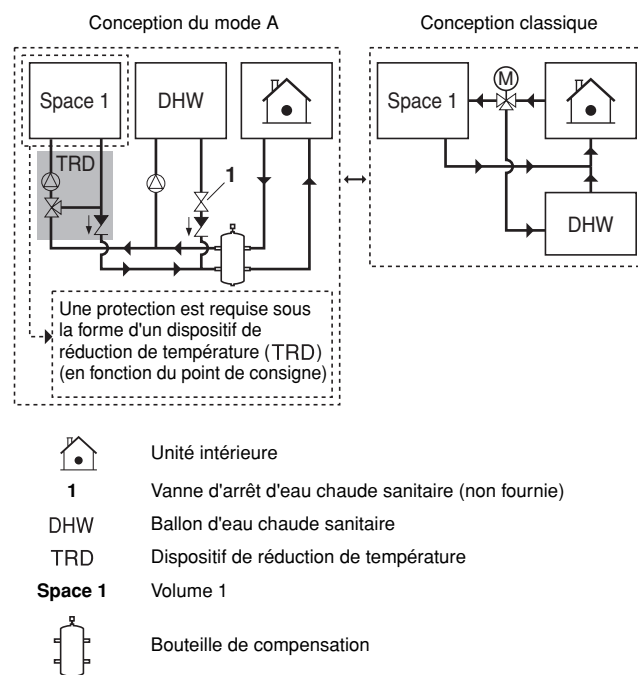 Conception du mode A
Conception classique
Space 1
DHW
TRD
1
M
Space 1
DHW
Une protection est requise sous
la forme d'un dispositif de
réduction de température (TRD)
(en fonction du point de consigne)
Unité intérieure
1 Vanne d'arrêt d'eau chaude sanitaire (non fournie)
DHW Ballon d'eau chaude sanitaire
TRD Dispositif de réduction de température
Space 1 Volume 1
Bouteille de compensation